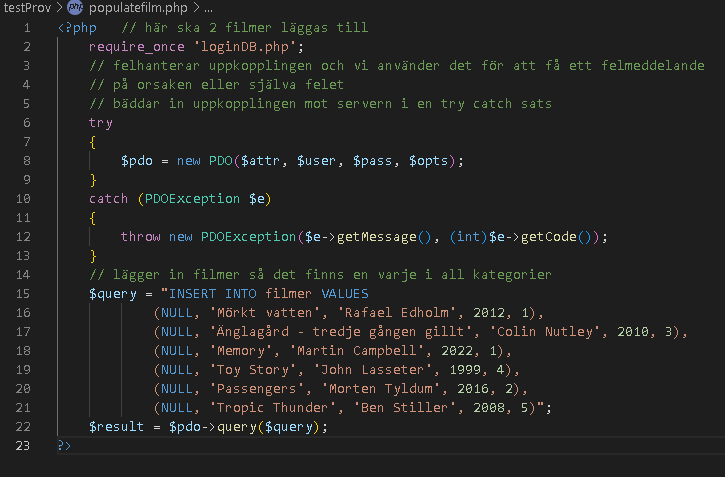 testProv > php populatefilm.php > ...
1 <?php // här ska 2 filmer läggas till
2 require_once 'loginDB.php';
3 // felhanterar uppkopplingen och vi använder det för att få ett felmeddelande
4 // på orsaken eller själva felet
5 // bäddar in uppkopplingen mot servern i en try catch sats
6 try
7 {
8 $pdo = new PDO($attr, $user, $pass, $opts);
9 }
10 catch (PDOException $e)
11 {
12 throw new PDOException($e->getMessage(), (int)$e->getCode());
13 }
14 // lägger in filmer så det finns en varje i all kategorier
15 $query = "INSERT INTO filmer VALUES
16 (NULL, 'Mörkt vatten', 'Rafael Edholm', 2012, 1),
17 (NULL, 'Änglagård - tredje gången gillt', 'Colin Nutley', 2010, 3),
18 (NULL, 'Memory', 'Martin Campbell', 2022, 1),
19 (NULL, 'Toy Story', 'John Lasseter', 1999, 4),
20 (NULL, 'Passengers', 'Morten Tyldum', 2016, 2),
21 (NULL, 'Tropic Thunder', 'Ben Stiller', 2008, 5)";
22 $result = $pdo->query($query);
23 ?>